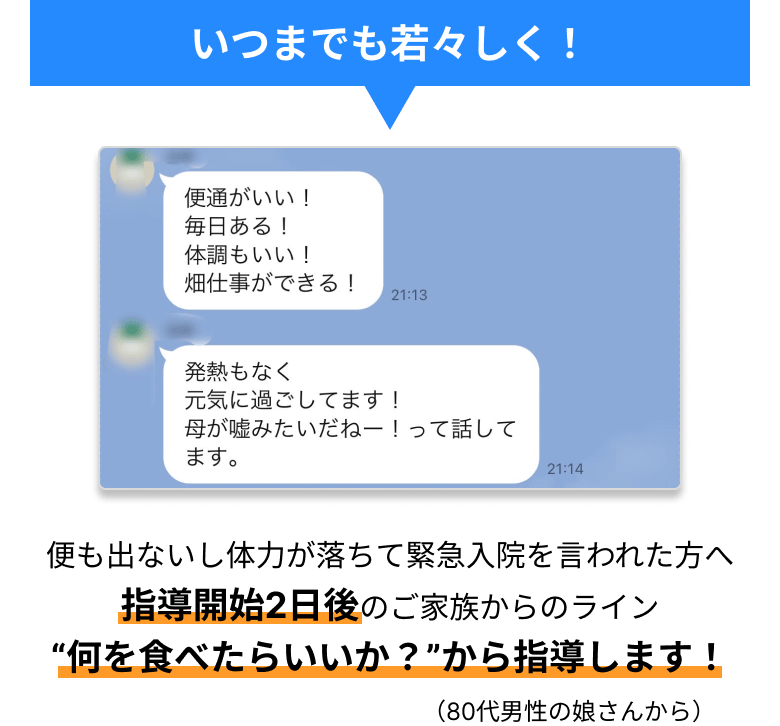 いつまでも若々しく！
便通がいい！
毎日ある！
体調もいい！
畑仕事ができる！
21:13
発熱もなく
元気に過ごしてます！
母が嘘みたいだねー！って話して
ます。
21:14
便も出ないし体力が落ちて緊急入院を言われた方へ
指導開始2日後のご家族からのライン
“何を食べたらいいか？”から指導します！
（80代男性の娘さんから）